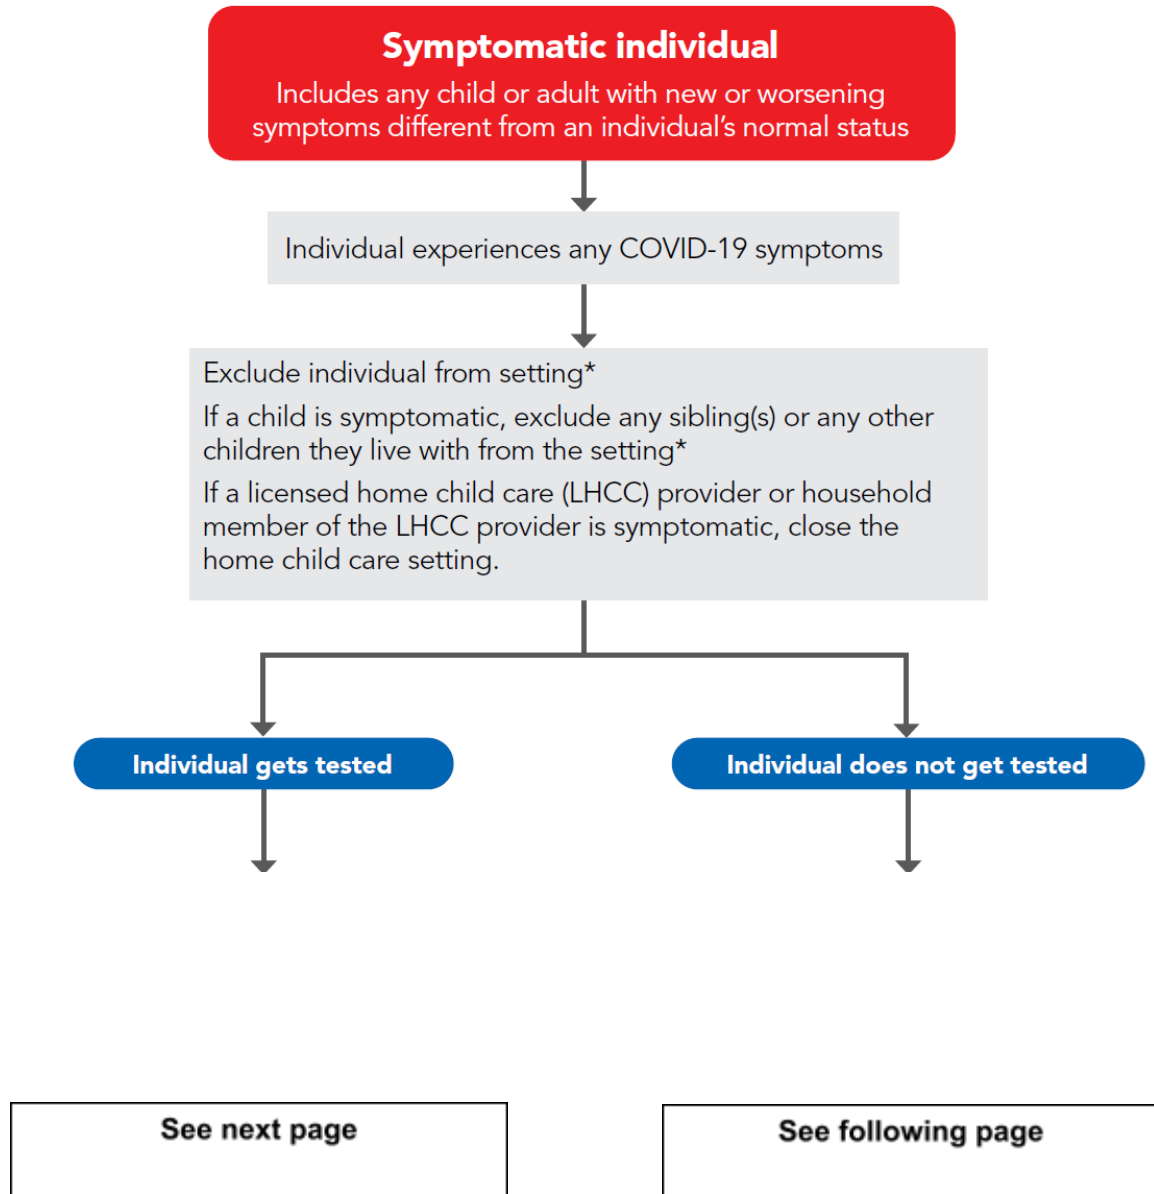 Symptomatic individual
Includes any child or adult with new or worsening
symptoms different from an individual's normal status
Individual experiences any COVID-19 symptoms
Exclude individual from setting*
If a child is symptomatic, exclude any sibling(s) or any other
children they live with from the setting*
If a licensed home child care (LHCC) provider or household
member of the LHCC provider is symptomatic, close the
home child care setting.
Individual gets tested
Individual does not get tested
See next page
See following page